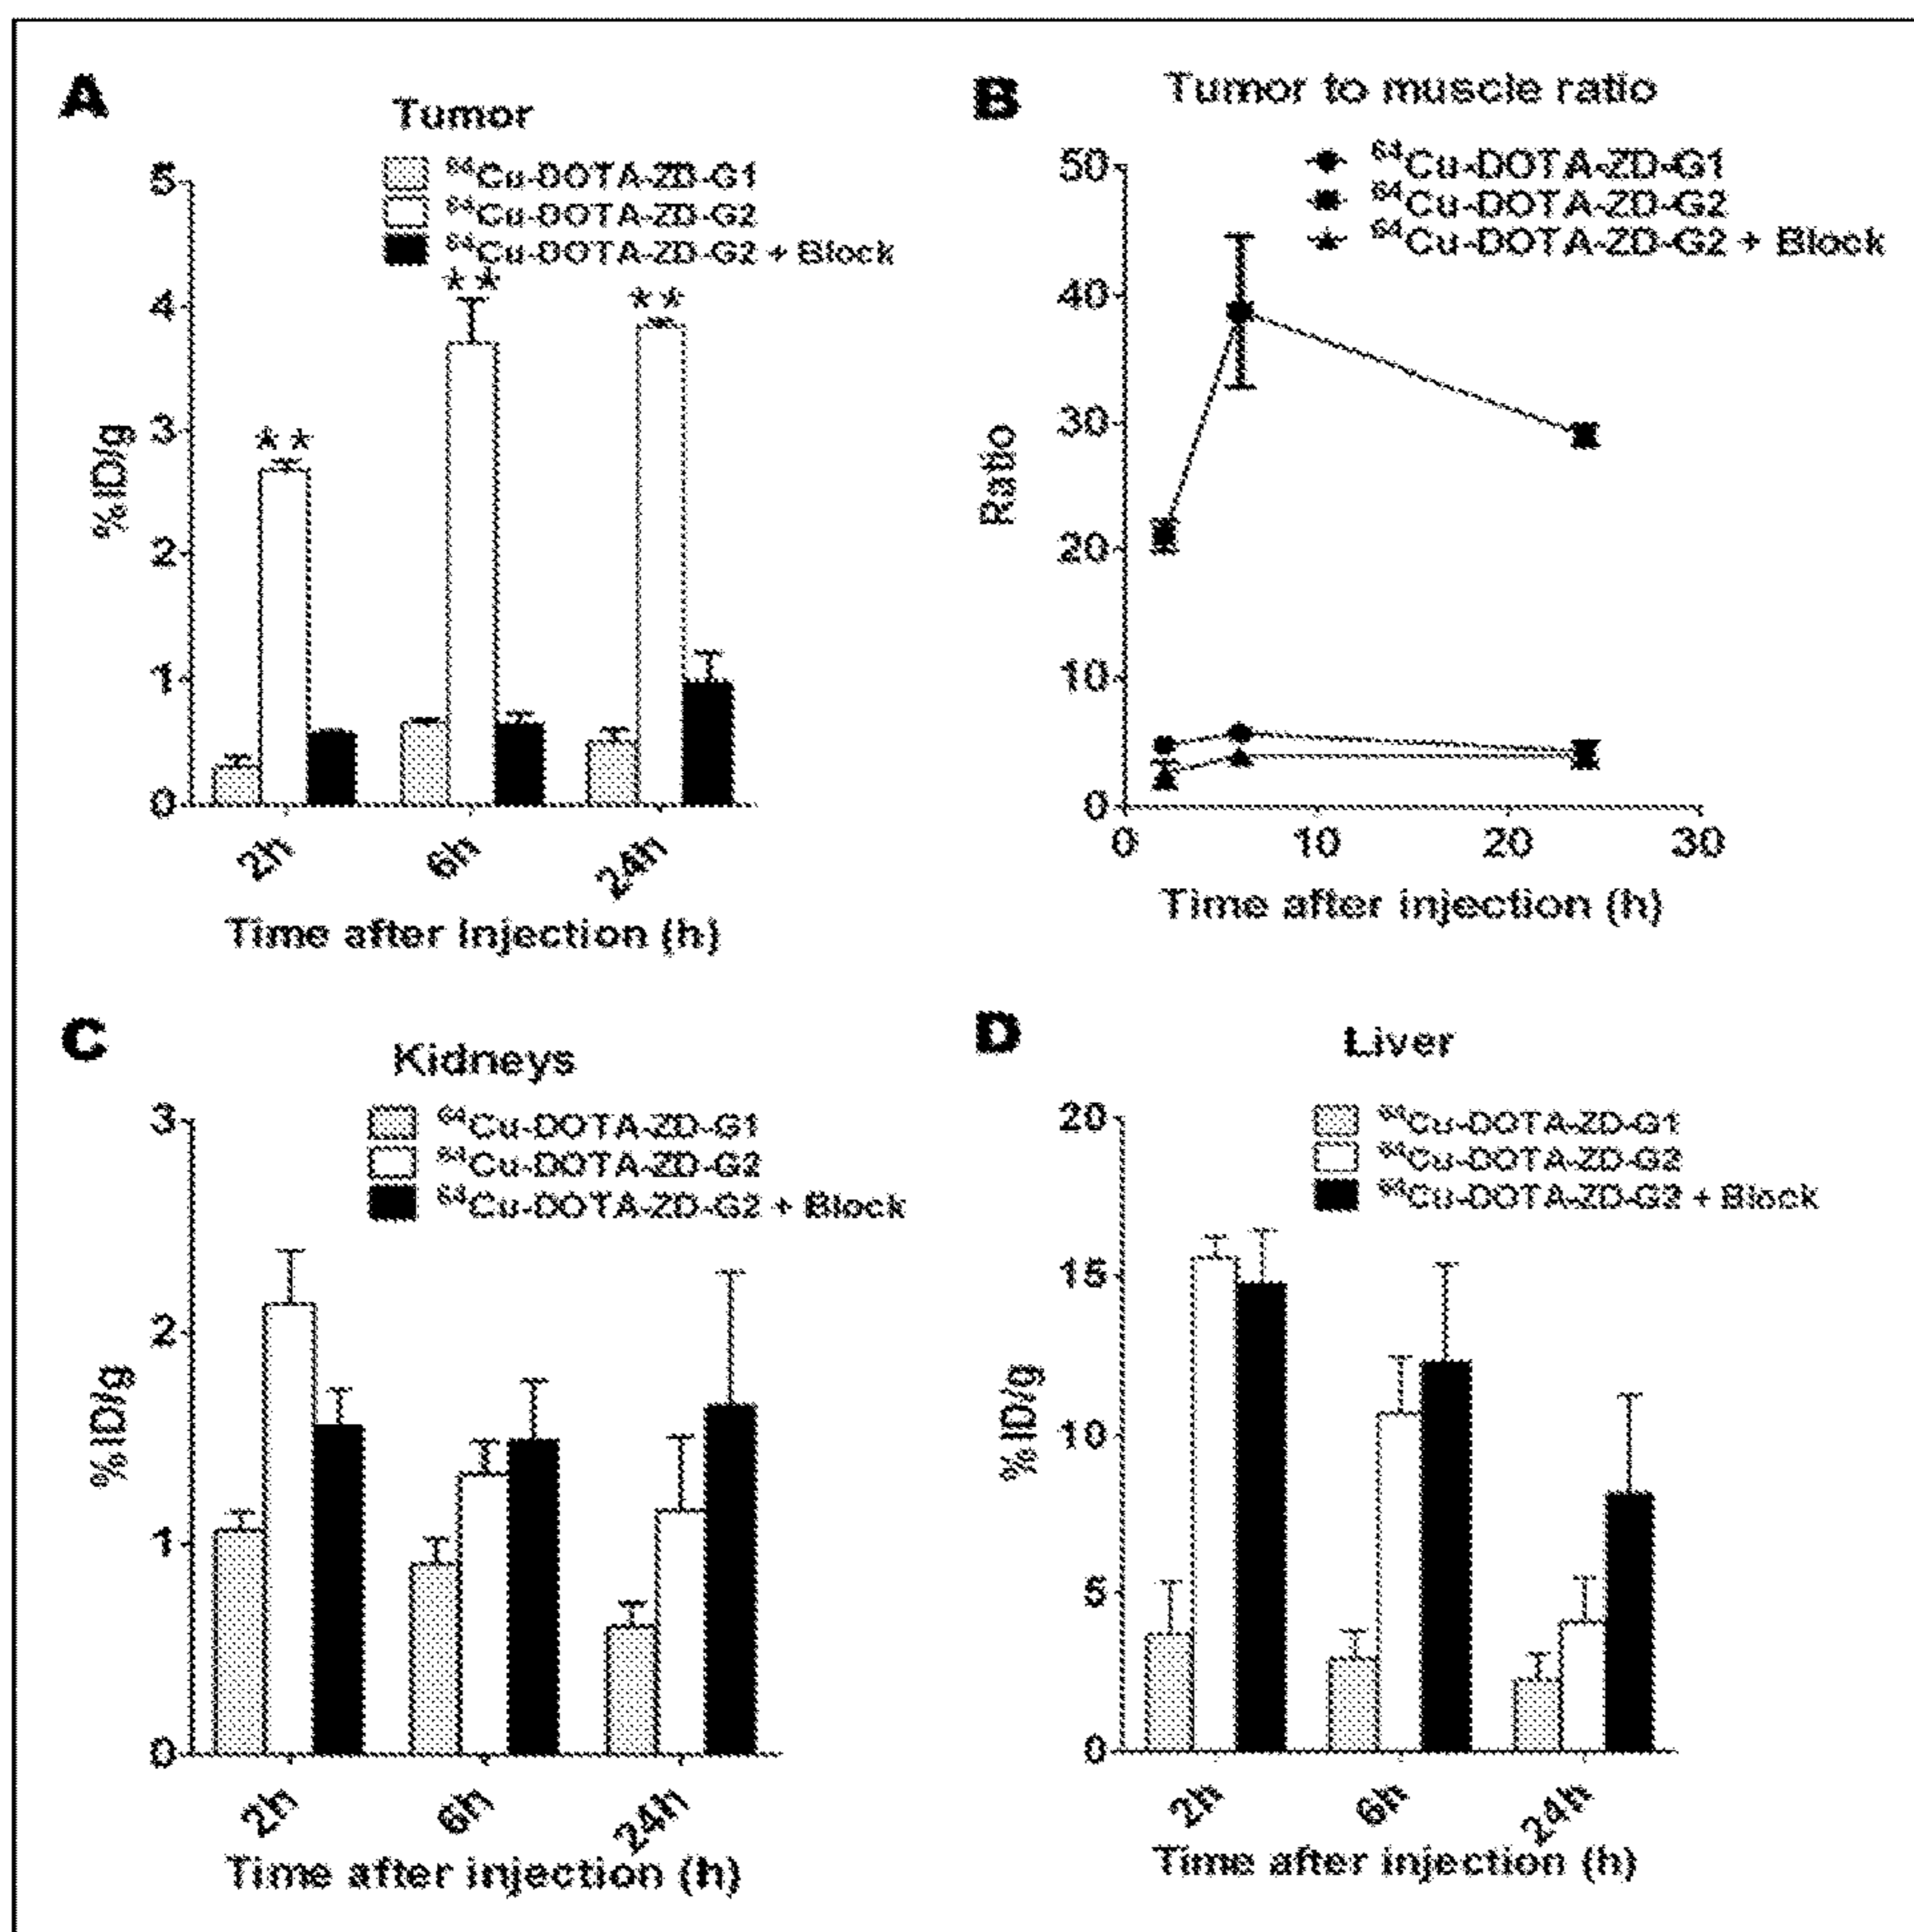 A
Tumor
⁶⁴Cu-DOTA-ZD-G1
⁶⁴Cu-DOTA-ZD-G2
⁶⁴Cu-DOTA-ZD-G2 + Block
5
4
3
2
1
0
%ID/g
**
**
**
2h
6h
24h
Time after Injection (h)
B
Tumor to muscle ratio
⁶⁴Cu-DOTA-ZD-G1
⁶⁴Cu-DOTA-ZD-G2
⁶⁴Cu-DOTA-ZD-G2 + Block
50
40
30
20
10
0
Ratio
0 10 20 30
Time after injection (h)
C
Kidneys
⁶⁴Cu-DOTA-ZD-G1
⁶⁴Cu-DOTA-ZD-G2
⁶⁴Cu-DOTA-ZD-G2 + Block
3
2
1
0
%ID/g
2h
6h
24h
Time after injection (h)
D
Liver
⁶⁴Cu-DOTA-ZD-G1
⁶⁴Cu-DOTA-ZD-G2
⁶⁴Cu-DOTA-ZD-G2 + Block
20
15
10
5
0
%ID/g
2h
6h
24h
Time after injection (h)